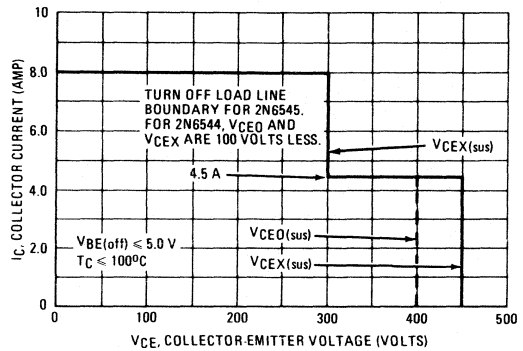 10
8.0
6.0
4.0
2.0
0
IC, COLLECTOR CURRENT (AMP)
TURN OFF LOAD LINE
BOUNDARY FOR 2N6545.
FOR 2N6544, VCEO AND
VCEX ARE 100 VOLTS LESS.
VCEX(sus)
4.5 A
VCEO(sus)
VBE(off) ≤ 5.0 V
TC ≤ 100°C
VCEX(sus)
0
100
200
300
400
500
VCE, COLLECTOR-EMITTER VOLTAGE (VOLTS)